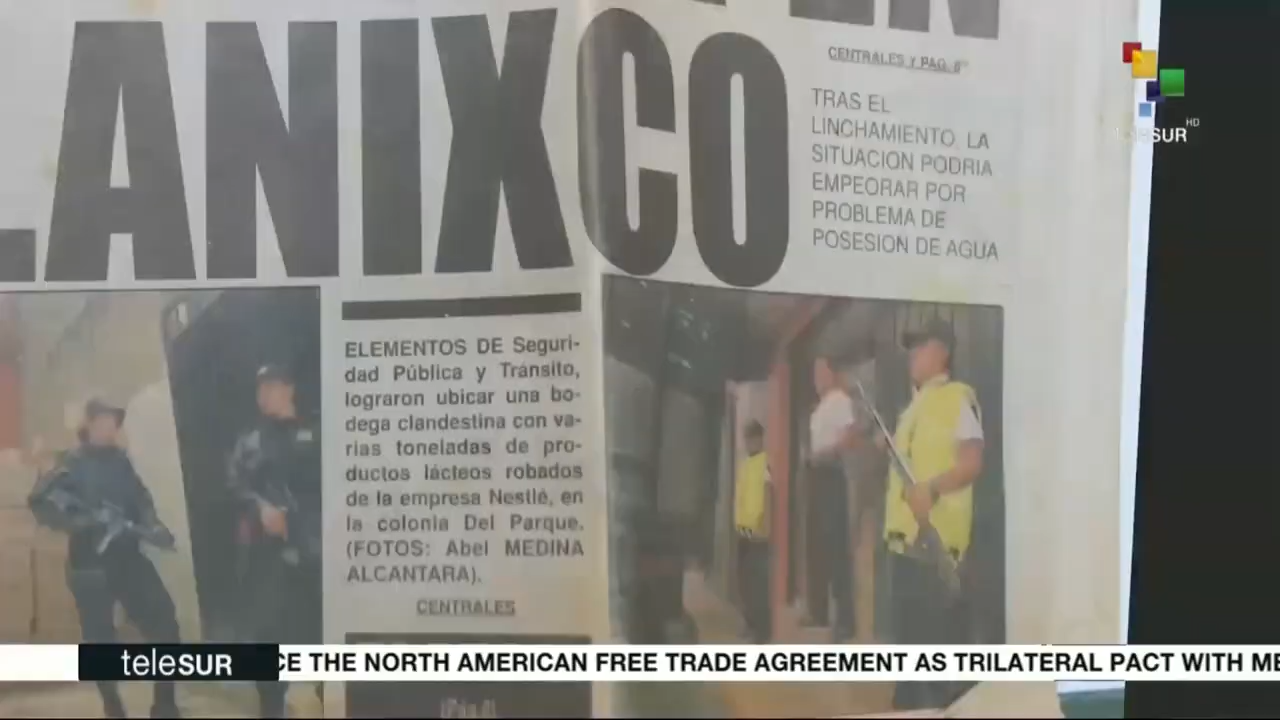 LANIXCO
CENTRALES Y PAG. 6
TRAS EL
LINCHAMIENTO, LA
SITUACION PODRIA
EMPEORAR POR
PROBLEMA DE
POSESION DE AGUA
ELEMENTOS DE Seguri-
dad Pública y Tránsito,
lograron ubicar una bo-
dega clandestina con va-
rias toneladas de pro-
ductos lácteos robados
de la empresa Nestlé, en
la colonia Del Parque.
(FOTOS: Abel MEDINA
ALCANTARA).
CENTRALES
teleSUR HD
teleSUR
CE THE NORTH AMERICAN FREE TRADE AGREEMENT AS TRILATERAL PACT WITH ME